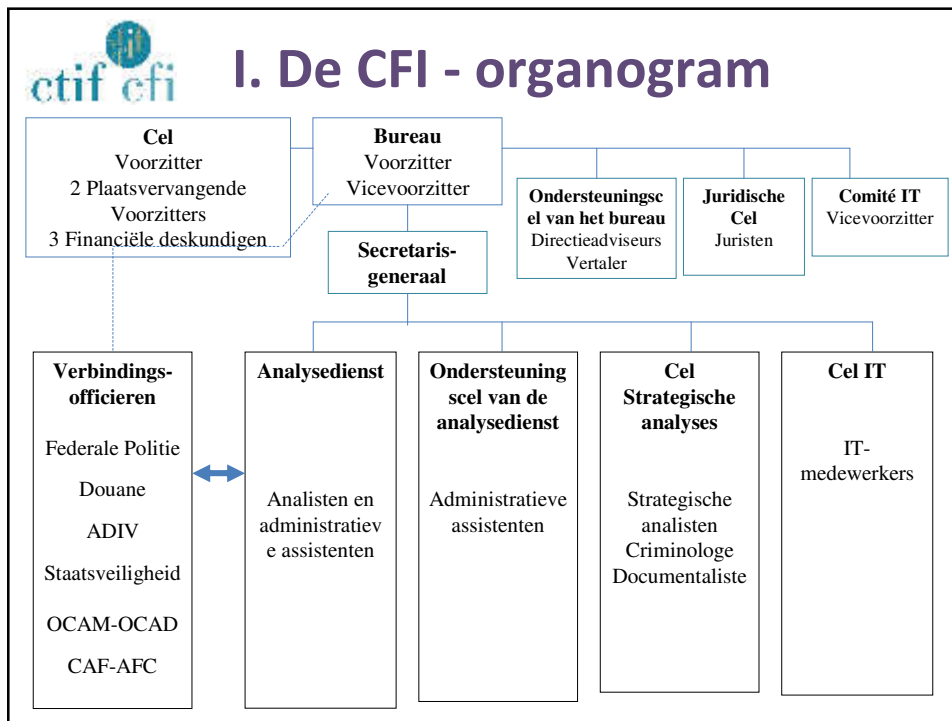 ctif cfi
I. De CFI - organogram
Cel
Voorzitter
2 Plaatsvervangende
Voorzitters
3 Financiële deskundigen
Bureau
Voorzitter
Vicevoorzitter
Ondersteuningsc
el van het bureau
Directieadviseurs
Vertaler
Juridische
Cel
Juristen
Comité IT
Vicevoorzitter
Secretaris-
generaal
Verbindings-
officieren
Federale Politie
Douane
ADIV
Staatsveiligheid
OCAM-OCAD
CAF-AFC
Analysedienst
Analisten en
administratiev
e assistenten
Ondersteuning
scel van de
analysedienst
Administratieve
assistenten
Cel
Strategische
analyses
Strategische
analisten
Criminologe
Documentaliste
Cel IT
IT-
medewerkers